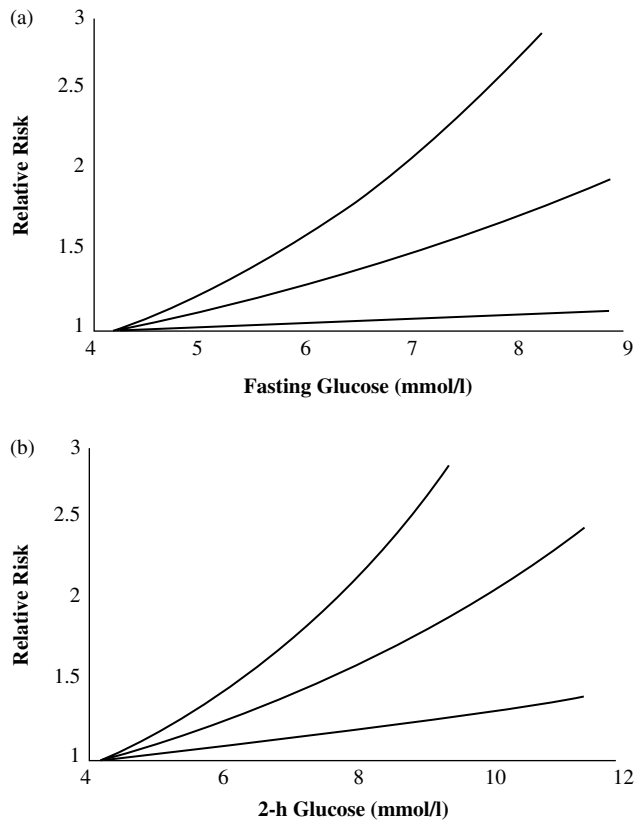 (a)
3
2.5
2
1.5
1
Relative Risk
4 5 6 7 8 9
Fasting Glucose (mmol/l)
(b)
3
2.5
2
1.5
1
Relative Risk
4 6 8 10 12
2-h Glucose (mmol/l)